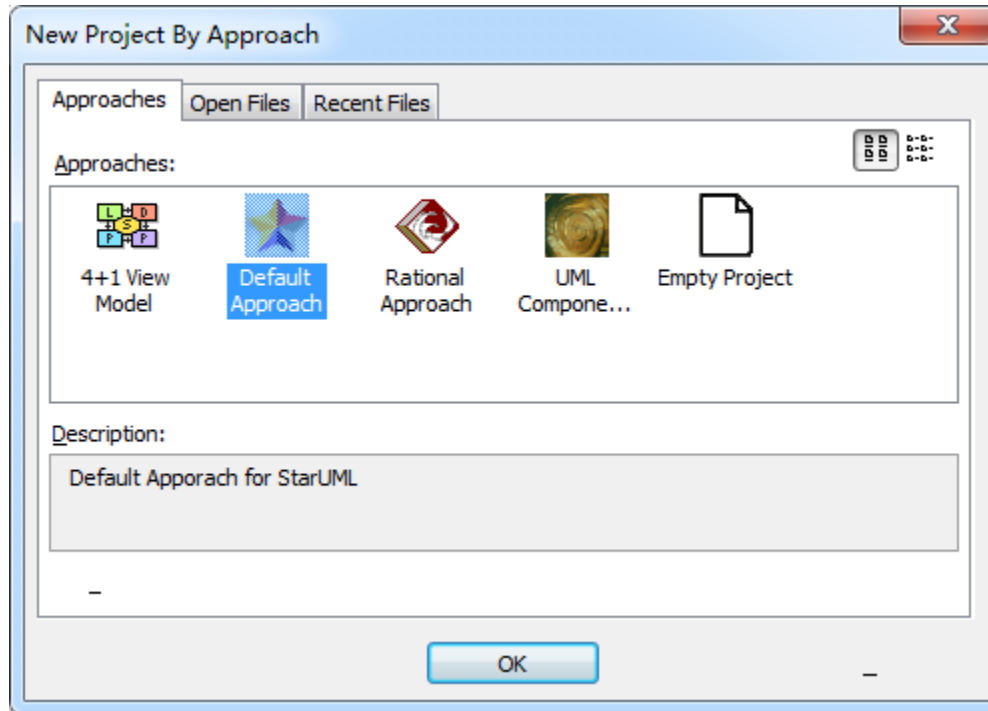 New Project By Approach
Approaches
Open Files
Recent Files
Approaches:
L D
S
P P
4+1 View
Model
Default
Approach
Rational
Approach
UML
Compone...
Empty Project
Description:
Default Apporach for StarUML
OK